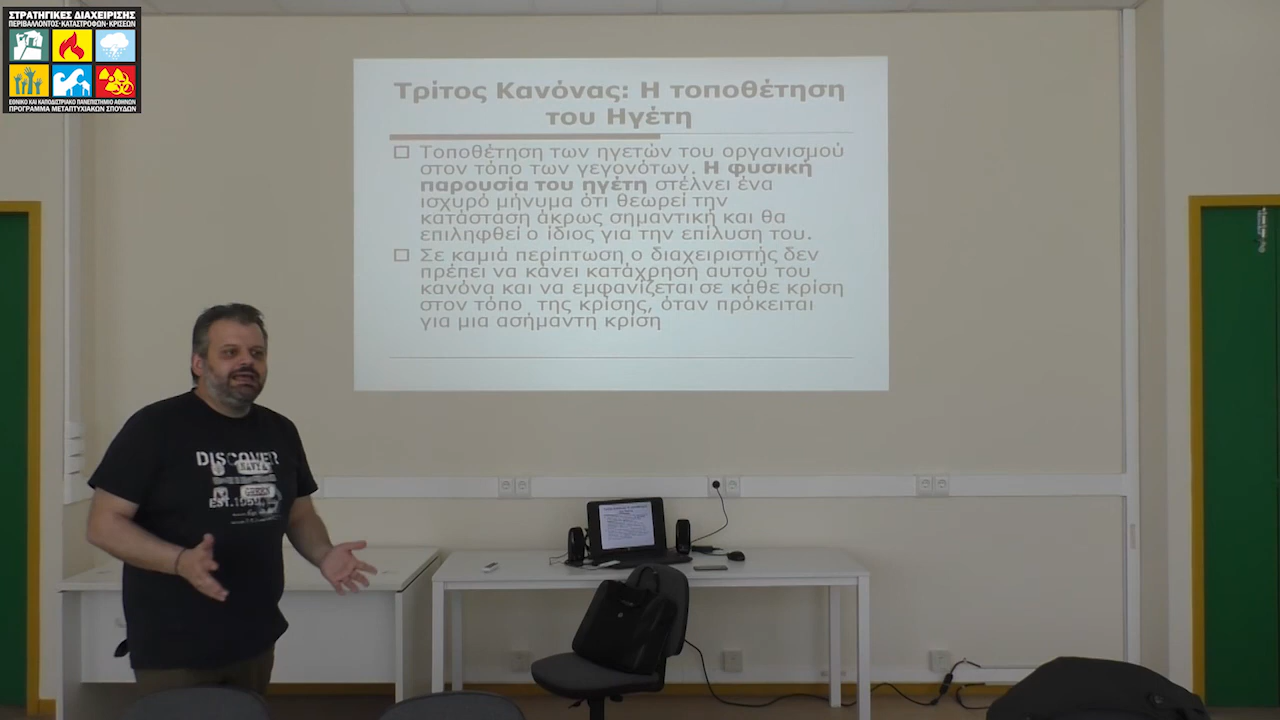 ΣΤΡΑΤΗΓΙΚΕΣ ΔΙΑΧΕΙΡΙΣΗΣ
ΠΕΡΙΒΑΛΛΟΝΤΟΣ·ΚΑΤΑΣΤΡΟΦΩΝ·ΚΡΙΣΕΩΝ
ΕΘΝΙΚΟ ΚΑΙ ΚΑΠΟΔΙΣΤΡΙΑΚΟ ΠΑΝΕΠΙΣΤΗΜΙΟ ΑΘΗΝΩΝ
ΠΡΟΓΡΑΜΜΑ ΜΕΤΑΠΤΥΧΙΑΚΩΝ ΣΠΟΥΔΩΝ
Τρίτος Κανόνας: Η τοποθέτηση
του Ηγέτη
Τοποθέτηση των ηγετών του οργανισμού
στον τόπο των γεγονότων. Η φυσική
παρουσία του ηγέτη στέλνει ένα
ισχυρό μήνυμα ότι θεωρεί την
κατάσταση άκρως σημαντική και θα
επιληφθεί ο ίδιος για την επίλυση του.
Σε καμιά περίπτωση ο διαχειριστής δεν
πρέπει να κάνει κατάχρηση αυτού του
κανόνα και να εμφανίζεται σε κάθε κρίση
στον τόπο της κρίσης, όταν πρόκειται
για μια ασήμαντη κρίση
DISCOVER
EST.